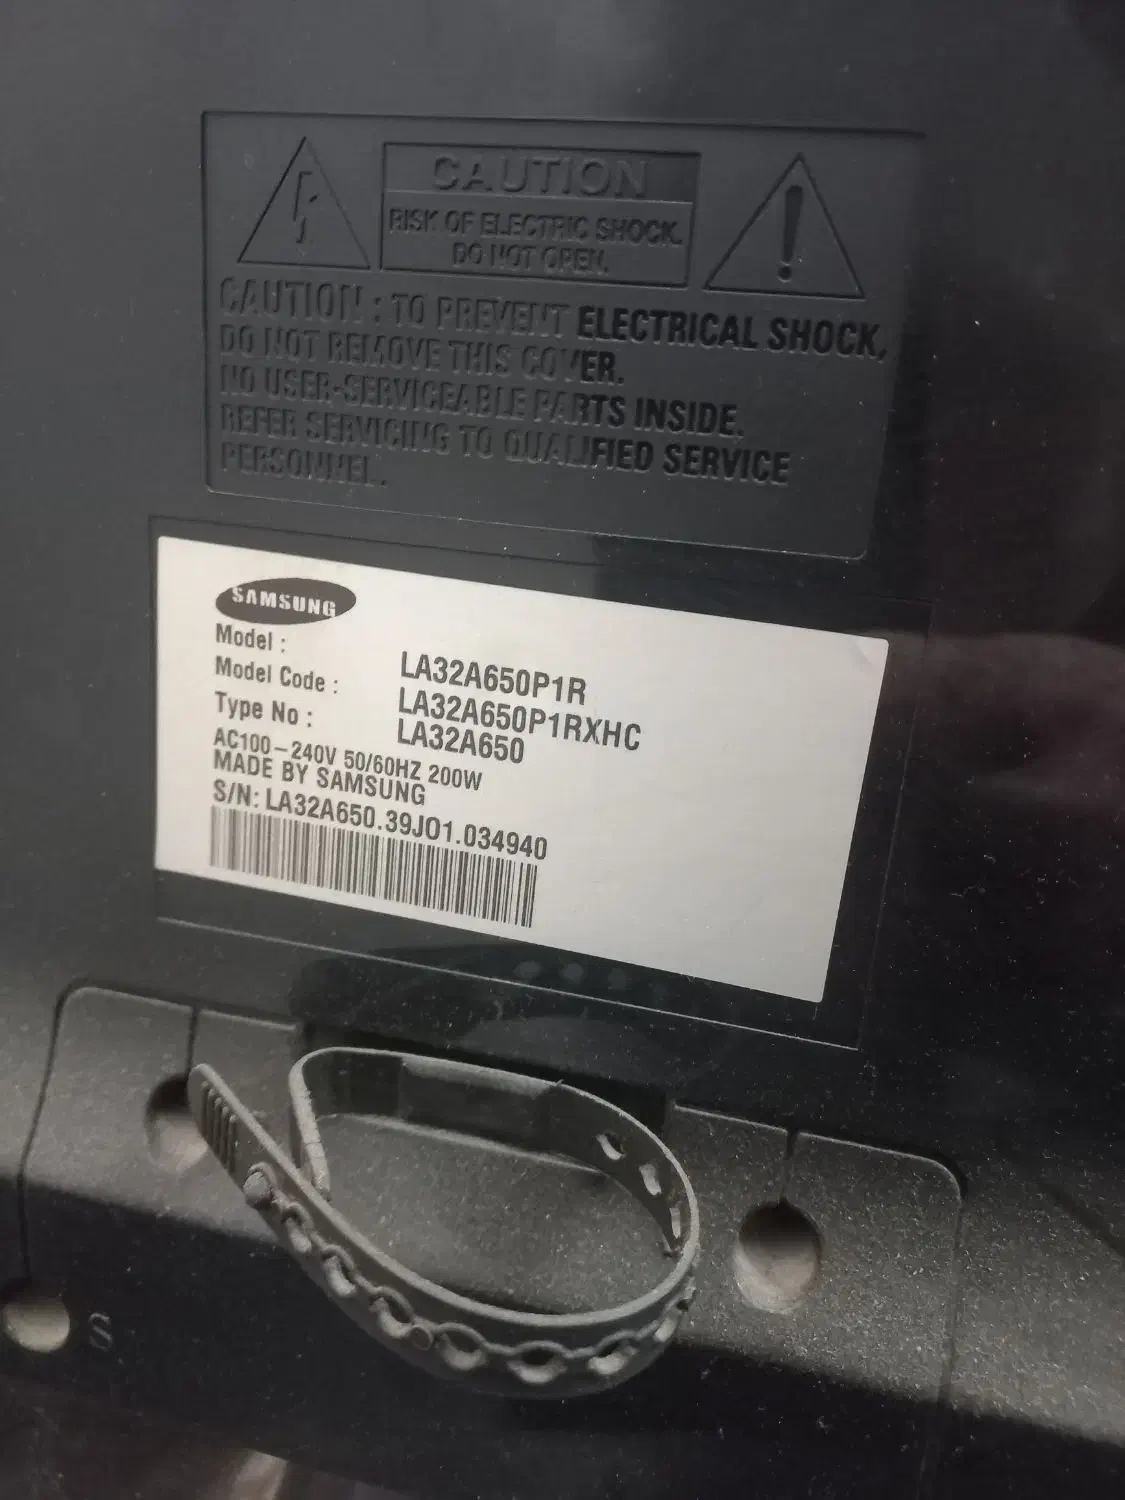 CAUTION
RISK OF ELECTRIC SHOCK.
DO NOT OPEN.
CAUTION : TO PREVENT ELECTRICAL SHOCK,
DO NOT REMOVE THIS COVER.
NO USER-SERVICEABLE PARTS INSIDE.
REFER SERVICING TO QUALIFIED SERVICE
PERSONNEL.
SAMSUNG
Model : LA32A650P1R
Model Code : LA32A650P1RXHC
Type No : LA32A650
AC100-240V 50/60HZ 200W
MADE BY SAMSUNG
S/N: LA32A650.39JO1.034940
S